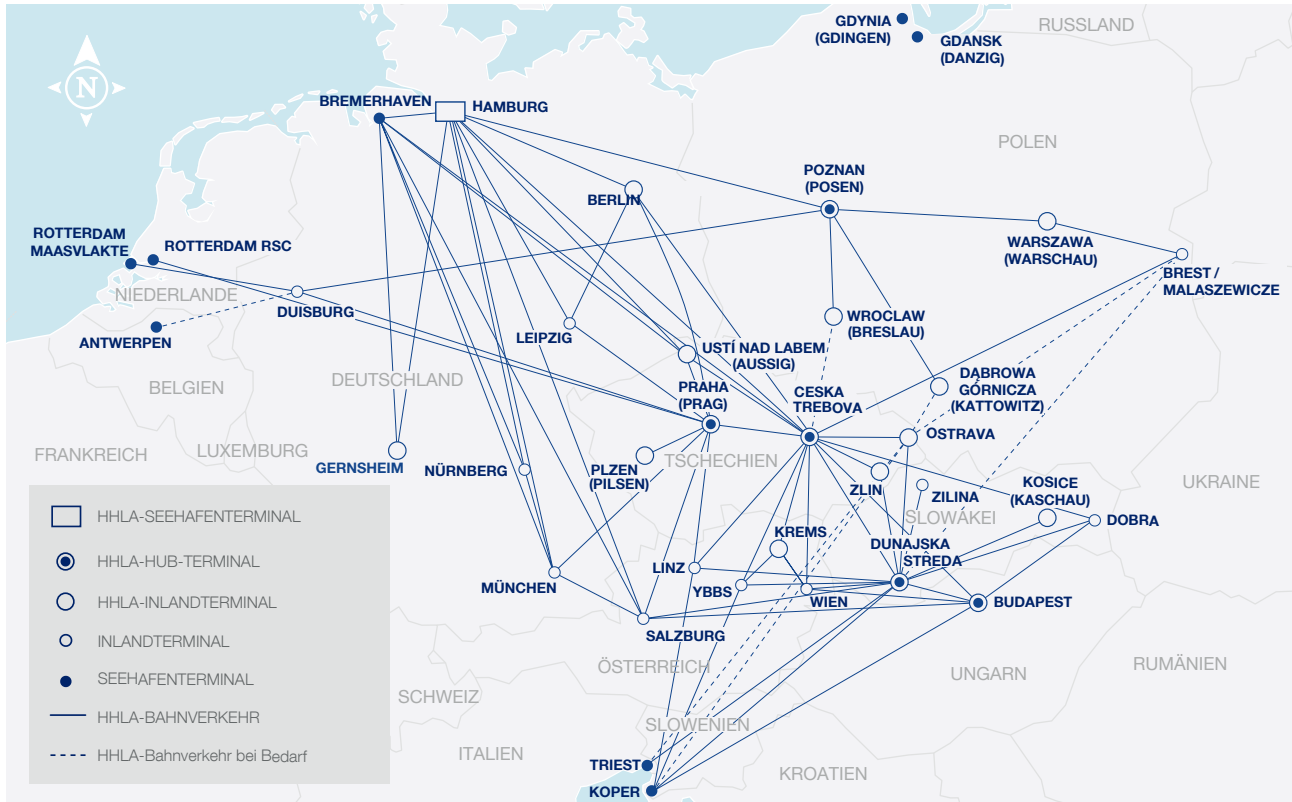 GDYNIA
(GDINGEN)
GDANSK
(DANZIG)
RUSSLAND
N
BREMERHAVEN
HAMBURG
POLEN
POZNAN
(POSEN)
BERLIN
ROTTERDAM
MAASVLAKTE
ROTTERDAM RSC
WARSZAWA
(WARSCHAU)
BREST /
MALASZEWICZE
NIEDERLANDE
DUISBURG
ANTWERPEN
LEIPZIG
WROCLAW
(BRESLAU)
USTÍ NAD LABEM
(AUSSIG)
BELGIEN
DEUTSCHLAND
PRAHA
(PRAG)
CESKA
TREBOVA
DABROWA
GÓRNICZA
(KATTOWITZ)
OSTRAVA
FRANKREICH
LUXEMBURG
GERNSHEIM
NÜRNBERG
PLZEN
(PILSEN)
TSCHECHIEN
ZLIN
ZILINA
KOSICE
(KASCHAU)
UKRAINE
SLOWAKEI
DOBRA
KREMS
DUNAJSKA
STREDA
MÜNCHEN
LINZ
YBBS
WIEN
BUDAPEST
SALZBURG
ÖSTERREICH
UNGARN
RUMÄNIEN
SCHWEIZ
SLOWENIEN
ITALIEN
TRIEST
KOPER
KROATIEN
HHLA-SEEHAFENTERMINAL
HHLA-HUB-TERMINAL
HHLA-INLANDTERMINAL
INLANDTERMINAL
SEEHAFENTERMINAL
HHLA-BAHNVERKEHR
HHLA-Bahnverkehr bei Bedarf